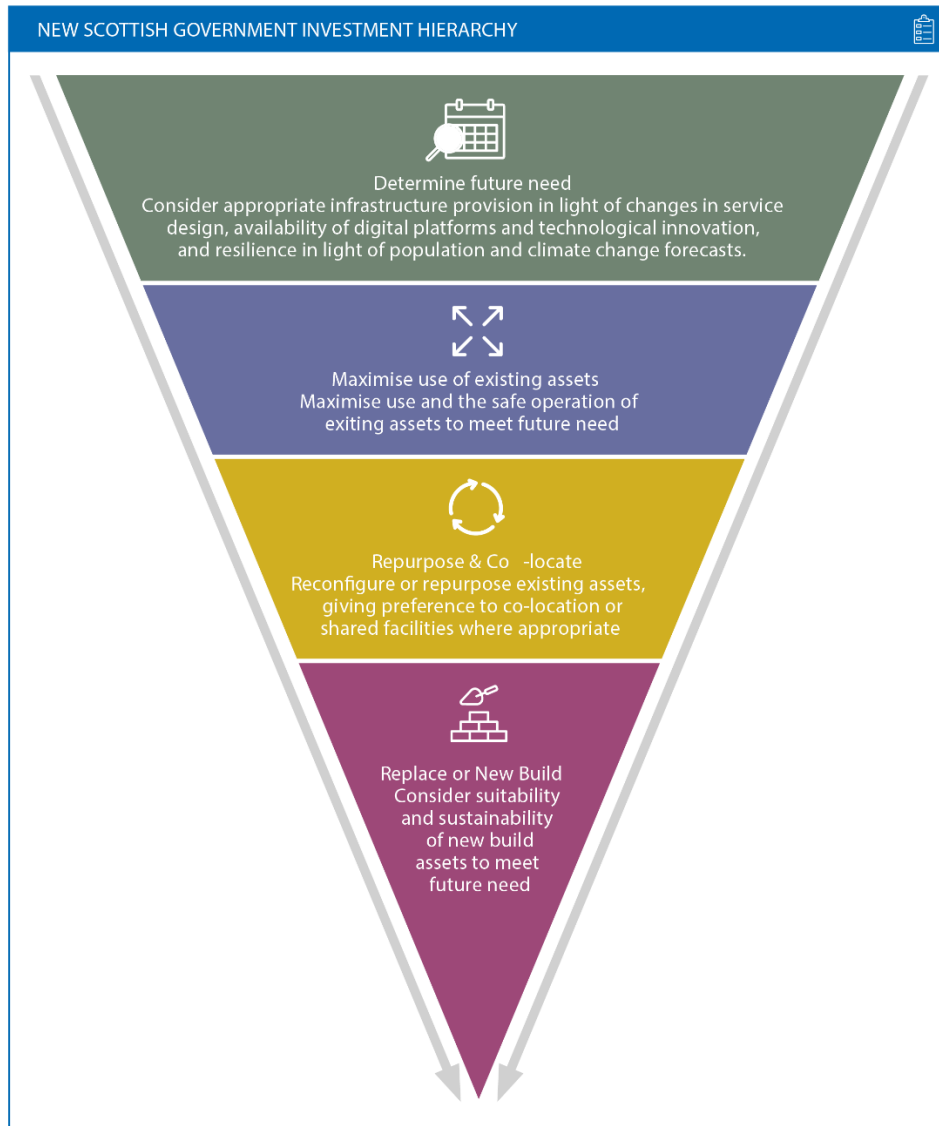 NEW SCOTTISH GOVERNMENT INVESTMENT HIERARCHY
Determine future need
Consider appropriate infrastructure provision in light of changes in service
design, availability of digital platforms and technological innovation,
and resilience in light of population and climate change forecasts.
Maximise use of existing assets
Maximise use and the safe operation of
exiting assets to meet future need
Repurpose & Co -locate
Reconfigure or repurpose existing assets,
giving preference to co-location or
shared facilities where appropriate
Replace or New Build
Consider suitability
and sustainability
of new build
assets to meet
future need